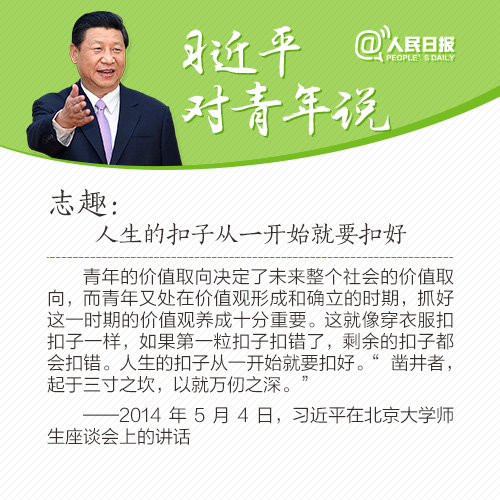 习近平
对青年说
@人民日报
PEOPLE'S DAILY
志趣:
人生的扣子从一开始就要扣好
青年的价值取向决定了未来整个社会的价值取
向,而青年又处在价值观形成和确立的时期,抓好
这一时期的价值观养成十分重要。这就像穿衣服扣
扣子一样,如果第一粒扣子扣错了,剩余的扣子都
会扣错。人生的扣子从一开始就要扣好。“凿井者,
起于三寸之坎,以就万仞之深。”
——2014 年 5 月 4 日,习近平在北京大学师
生座谈会上的讲话